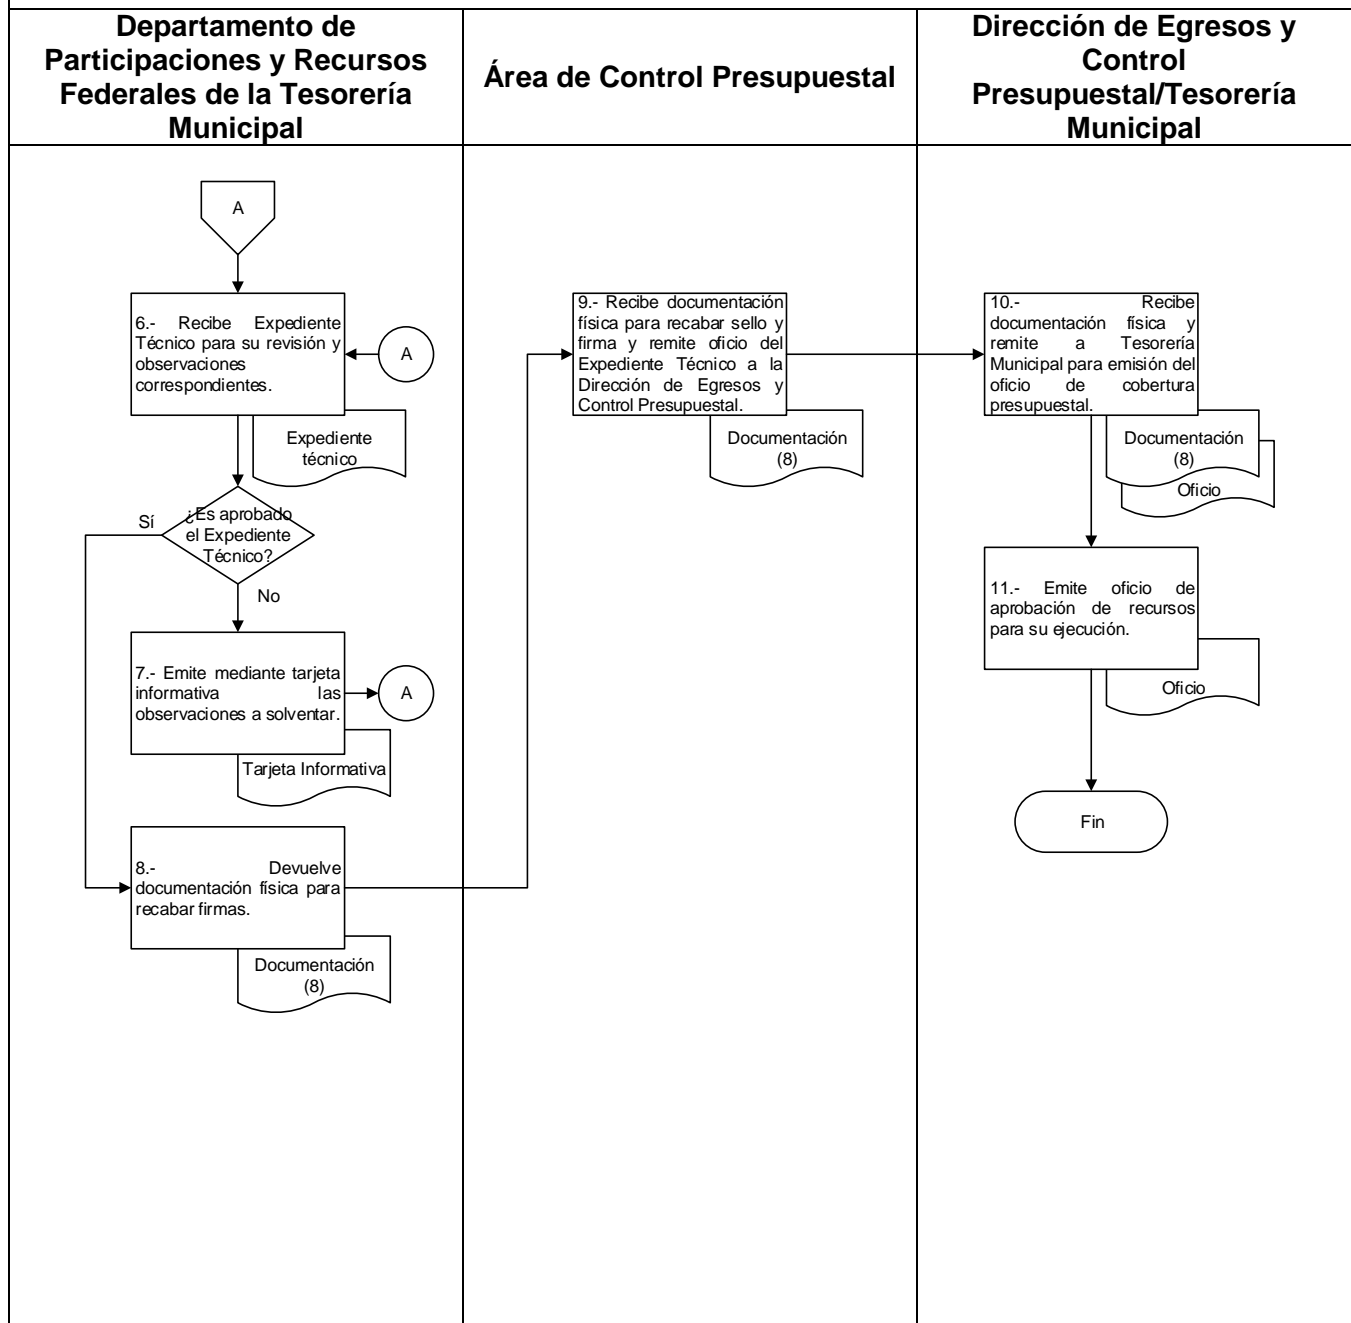 Departamento de
Participaciones y Recursos
Federales de la Tesorería
Municipal
Área de Control Presupuestal
Dirección de Egresos y
Control
Presupuestal/Tesorería
Municipal
A
6.- Recibe Expediente
Técnico para su revisión y
observaciones
correspondientes.
A
Expediente
técnico
¿Es aprobado
el Expediente
Técnico?
Sí
No
7.- Emite mediante tarjeta
informativa las
observaciones a solventar.
A
Tarjeta Informativa
8.- Devuelve
documentación física para
recabar firmas.
Documentación
(8)
9.- Recibe documentación
física para recabar sello y
firma y remite oficio del
Expediente Técnico a la
Dirección de Egresos y
Control Presupuestal.
Documentación
(8)
10.- Recibe
documentación física y
remite a Tesorería
Municipal para emisión del
oficio de cobertura
presupuestal.
Documentación
(8)
Oficio
11.- Emite oficio de
aprobación de recursos
para su ejecución.
Oficio
Fin